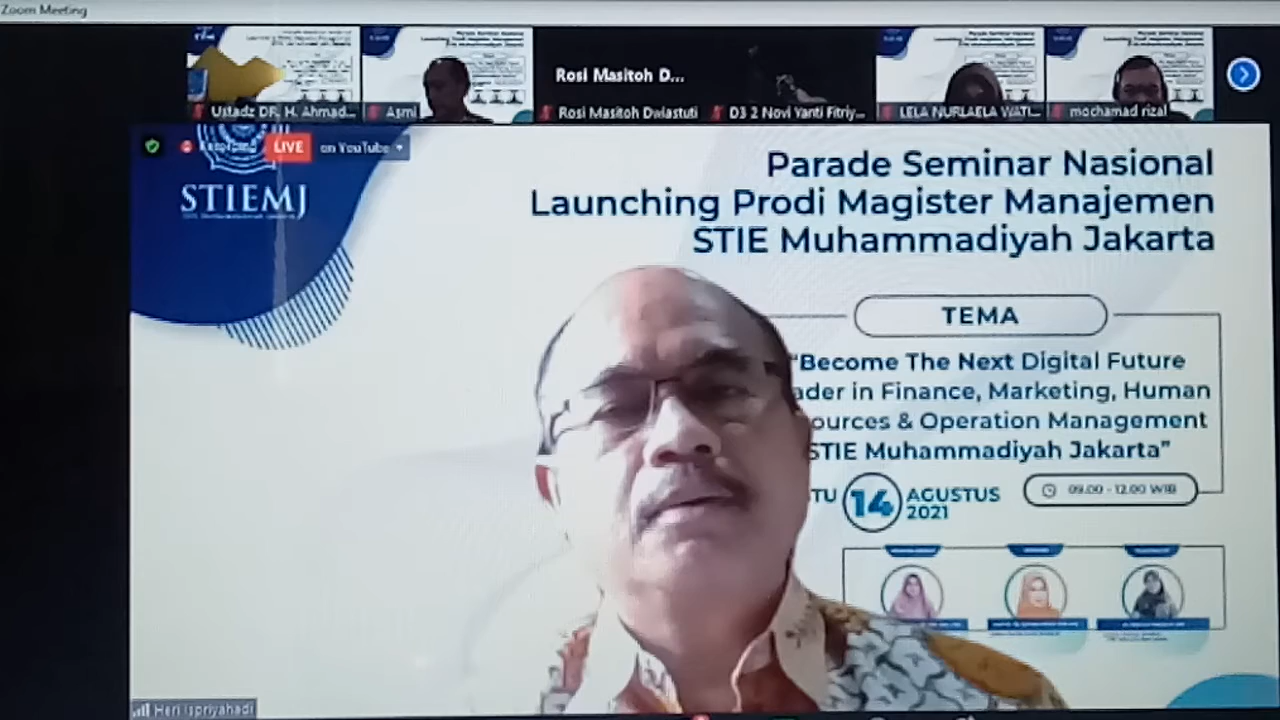 Zoom Meeting
Ustadz DR. H. Ahmad...
Asmi
Rosi Masitoh D...
Rosi Masitoh Dwiastuti
D3 2 Novi Yanti Fitriy...
LELA NURLAELA WATI...
mochamad rizal
LIVE on YouTube
STIEMJ
Parade Seminar Nasional
Launching Prodi Magister Manajemen
STIE Muhammadiyah Jakarta
TEMA
"Become The Next Digital Future
ader in Finance, Marketing, Human
ources & Operation Management
STIE Muhammadiyah Jakarta"
TU 14 AGUSTUS 2021
09.00 - 12.00 WIB
Heri Ispriyahadi